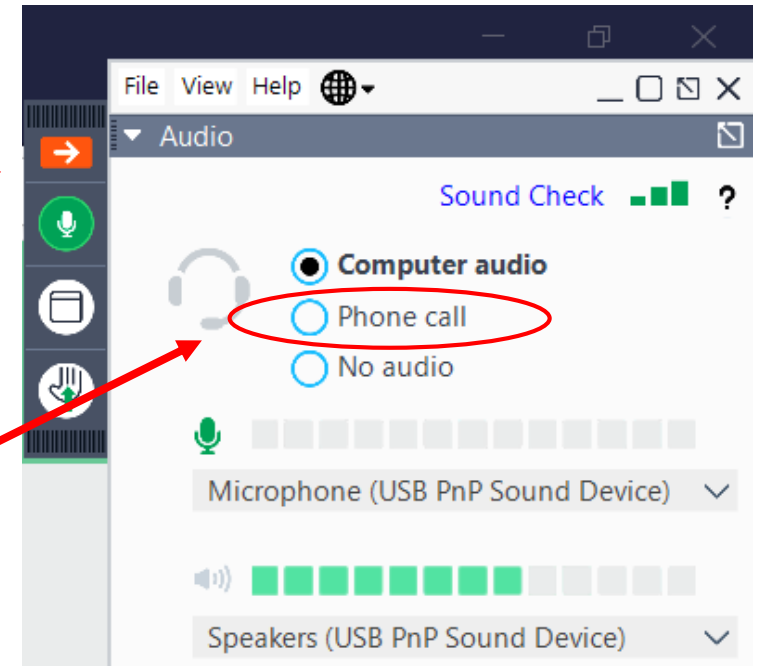 File View Help
Audio
Sound Check ?
Computer audio
Phone call
No audio
Microphone (USB PnP Sound Device)
Speakers (USB PnP Sound Device)